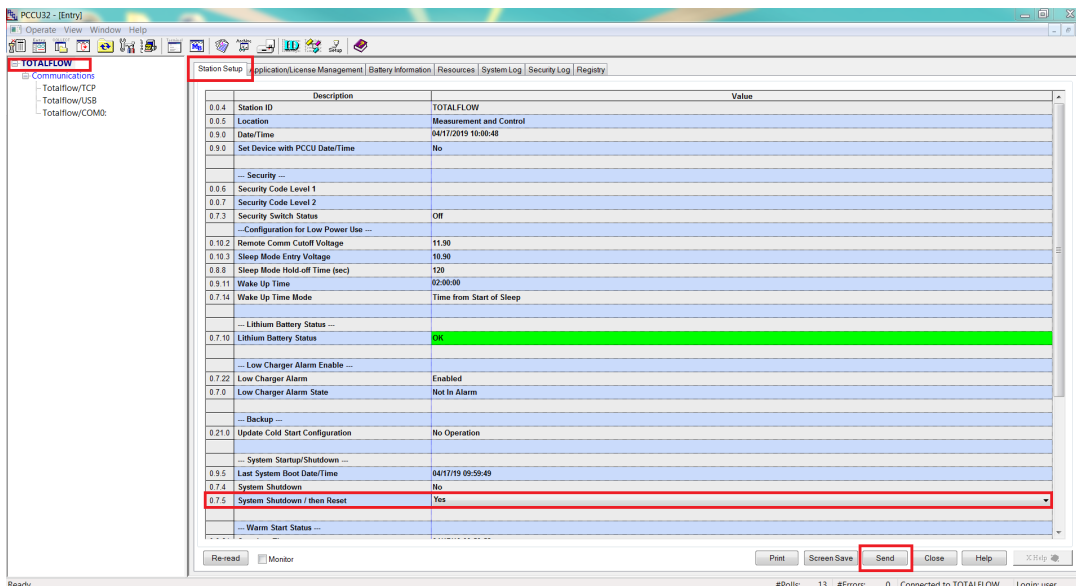 PCCU32 - [Entry]
Operate View Window Help
TOTALFLOW
Communications
Totalflow/TCP
Totalflow/USB
Totalflow/COM0:
Station Setup Application/License Management Battery Information Resources System Log Security Log Registry
Description Value
0.0.4 Station ID TOTALFLOW
0.0.5 Location Measurement and Control
0.9.0 Date/Time 04/17/2019 10:00:48
0.9.0 Set Device with PCCU Date/Time No
--- Security ---
0.0.6 Security Code Level 1
0.0.7 Security Code Level 2
0.7.3 Security Switch Status Off
---Configuration for Low Power Use ---
0.10.2 Remote Comm Cutoff Voltage 11.90
0.10.3 Sleep Mode Entry Voltage 10.90
0.8.8 Sleep Mode Hold-off Time (sec) 120
0.9.11 Wake Up Time 02:00:00
0.7.14 Wake Up Time Mode Time from Start of Sleep
--- Lithium Battery Status ---
0.7.10 Lithium Battery Status OK
--- Low Charger Alarm Enable ---
0.7.22 Low Charger Alarm Enabled
0.7.0 Low Charger Alarm State Not In Alarm
--- Backup ---
0.21.0 Update Cold Start Configuration No Operation
--- System Startup/Shutdown ---
0.9.5 Last System Boot Date/Time 04/17/19 09:59:49
0.7.4 System Shutdown No
0.7.5 System Shutdown / then Reset Yes
--- Warm Start Status ---
Re-read Monitor Print Screen Save Send Close Help X Help
Ready #Polls: 13 #Errors: 0 Connected to TOTALFLOW Login:user